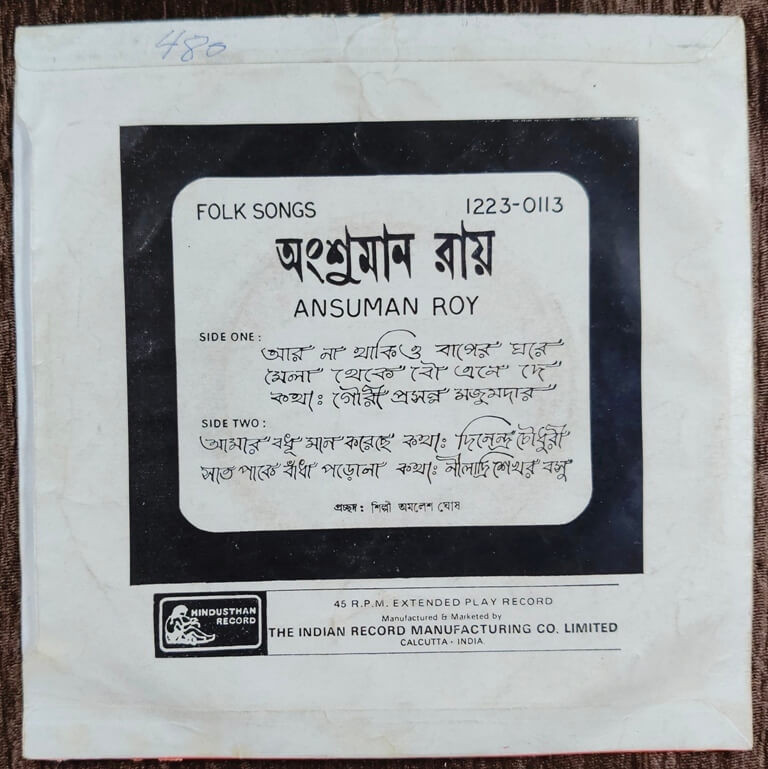 480
FOLK SONGS 1223-0113
অংশুমান রায়
ANSUMAN ROY
SIDE ONE:
আর না থাকিও বাপের ঘরে
মেলা থেকে বৌ এনে দে
কথা: গৌরী প্রসন্ন মজুমদার
SIDE TWO:
আমার বধূ মান করেছে কথা: দিনেন্দ্র চৌধুরী
সাত পাকে বাঁধা পড়োলা কথা: নীলাদ্রিশেখর বসু
প্রচ্ছদ: শিল্পী অমলেশ ঘোষ
HINDUSTHAN
RECORD
45 R.P.M. EXTENDED PLAY RECORD
Manufactured & Marketed by
THE INDIAN RECORD MANUFACTURING CO. LIMITED
CALCUTTA - INDIA.